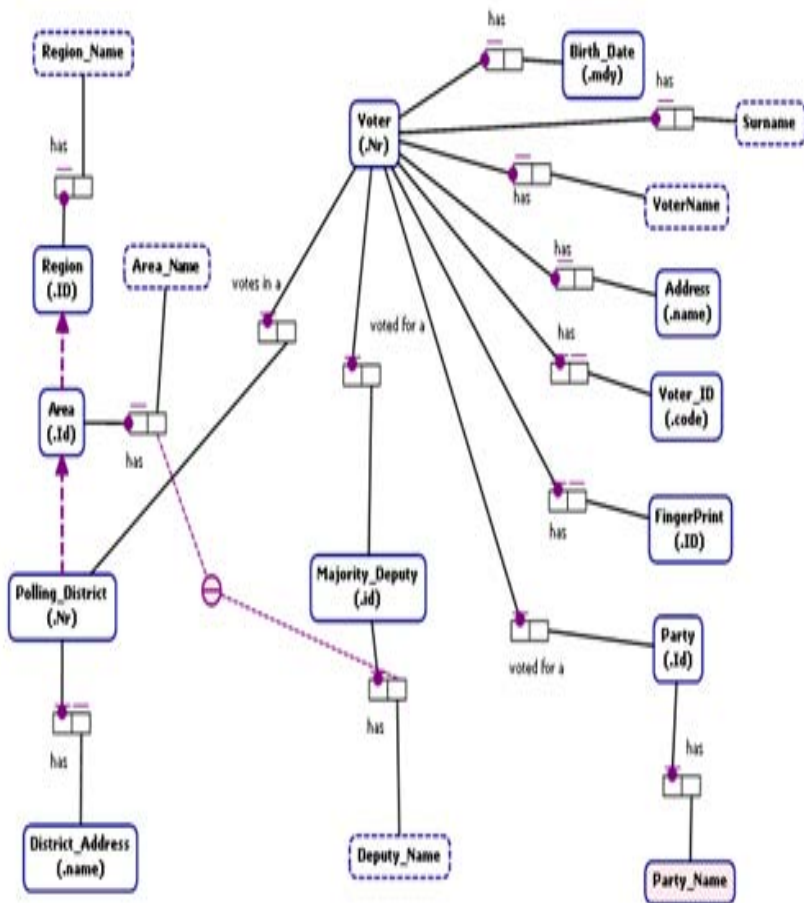 has
Region_Name
Birth_Date
(.mdy)
has
Voter
(.Nr)
Surname
has
has
VoterName
Region
(.ID)
Area_Name
has
votes in a
Address
(.name)
voted for a
has
Area
(.Id)
Voter_ID
(.code)
has
FingerPrint
(.ID)
has
Polling_District
(.Nr)
Majority_Deputy
(.id)
Party
(.Id)
voted for a
has
has
has
District_Address
(.name)
Deputy_Name
Party_Name